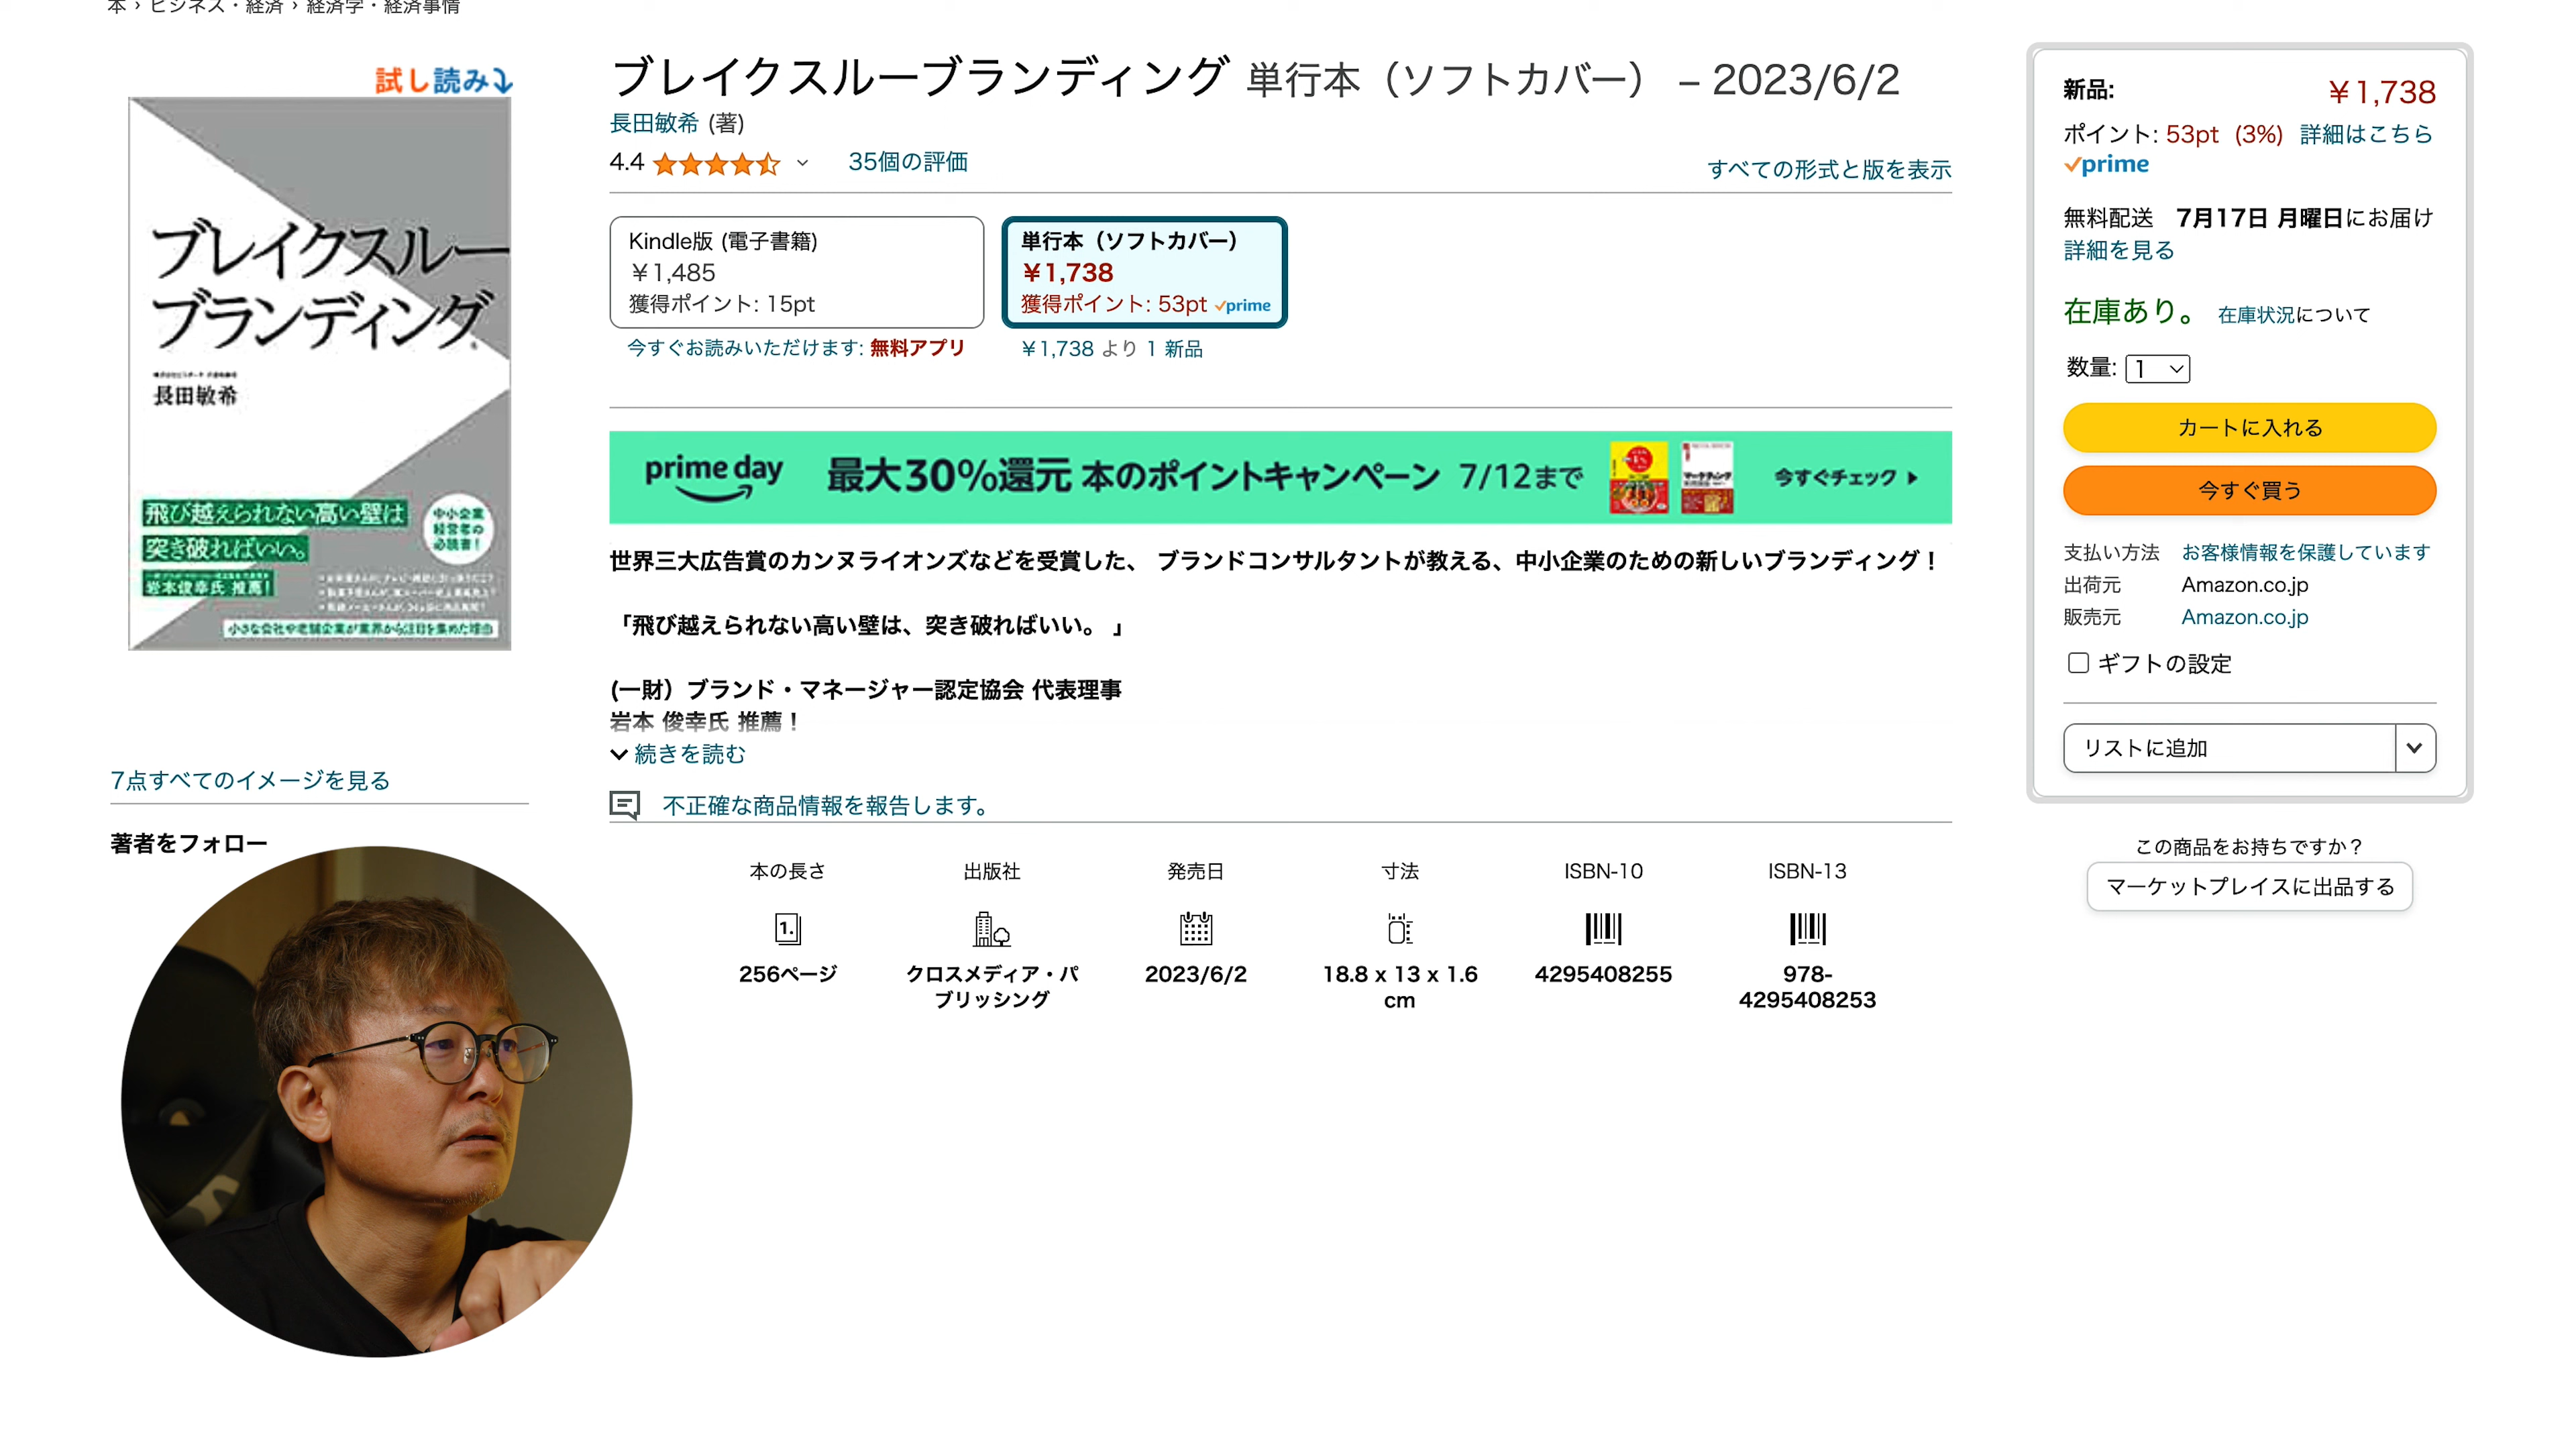 本 › ビジネス・経済 › 経済学・経済事情
試し読み
ブレイクスルー
ブランディング
長田敏希
飛び越えられない高い壁は
突き破ればいい。
岩本俊幸氏 推薦！
中小企業
経営者の
必読書！
小さな会社や老舗企業が業界から注目を集めた理由
7点すべてのイメージを見る
著者をフォロー
ブレイクスルーブランディング 単行本（ソフトカバー） – 2023/6/2
長田敏希 (著)
4.4 35個の評価
すべての形式と版を表示
Kindle版 (電子書籍)
￥1,485
獲得ポイント: 15pt
今すぐお読みいただけます: 無料アプリ
単行本（ソフトカバー）
￥1,738
獲得ポイント: 53pt prime
￥1,738 より 1 新品
prime day 最大30%還元 本のポイントキャンペーン 7/12まで 今すぐチェック
世界三大広告賞のカンヌライオンズなどを受賞した、 ブランドコンサルタントが教える、中小企業のための新しいブランディング！
「飛び越えられない高い壁は、突き破ればいい。 」
(一財）ブランド・マネージャー認定協会 代表理事
岩本 俊幸氏 推薦！
続きを読む
不正確な商品情報を報告します。
本の長さ
256ページ
出版社
クロスメディア・パ
ブリッシング
発売日
2023/6/2
寸法
18.8 x 13 x 1.6
cm
ISBN-10
4295408255
ISBN-13
978-
4295408253
新品: ￥1,738
ポイント: 53pt (3%) 詳細はこちら
prime
無料配送 7月17日 月曜日にお届け
詳細を見る
在庫あり。 在庫状況について
数量: 1
カートに入れる
今すぐ買う
支払い方法 お客様情報を保護しています
出荷元 Amazon.co.jp
販売元 Amazon.co.jp
ギフトの設定
リストに追加
この商品をお持ちですか？
マーケットプレイスに出品する